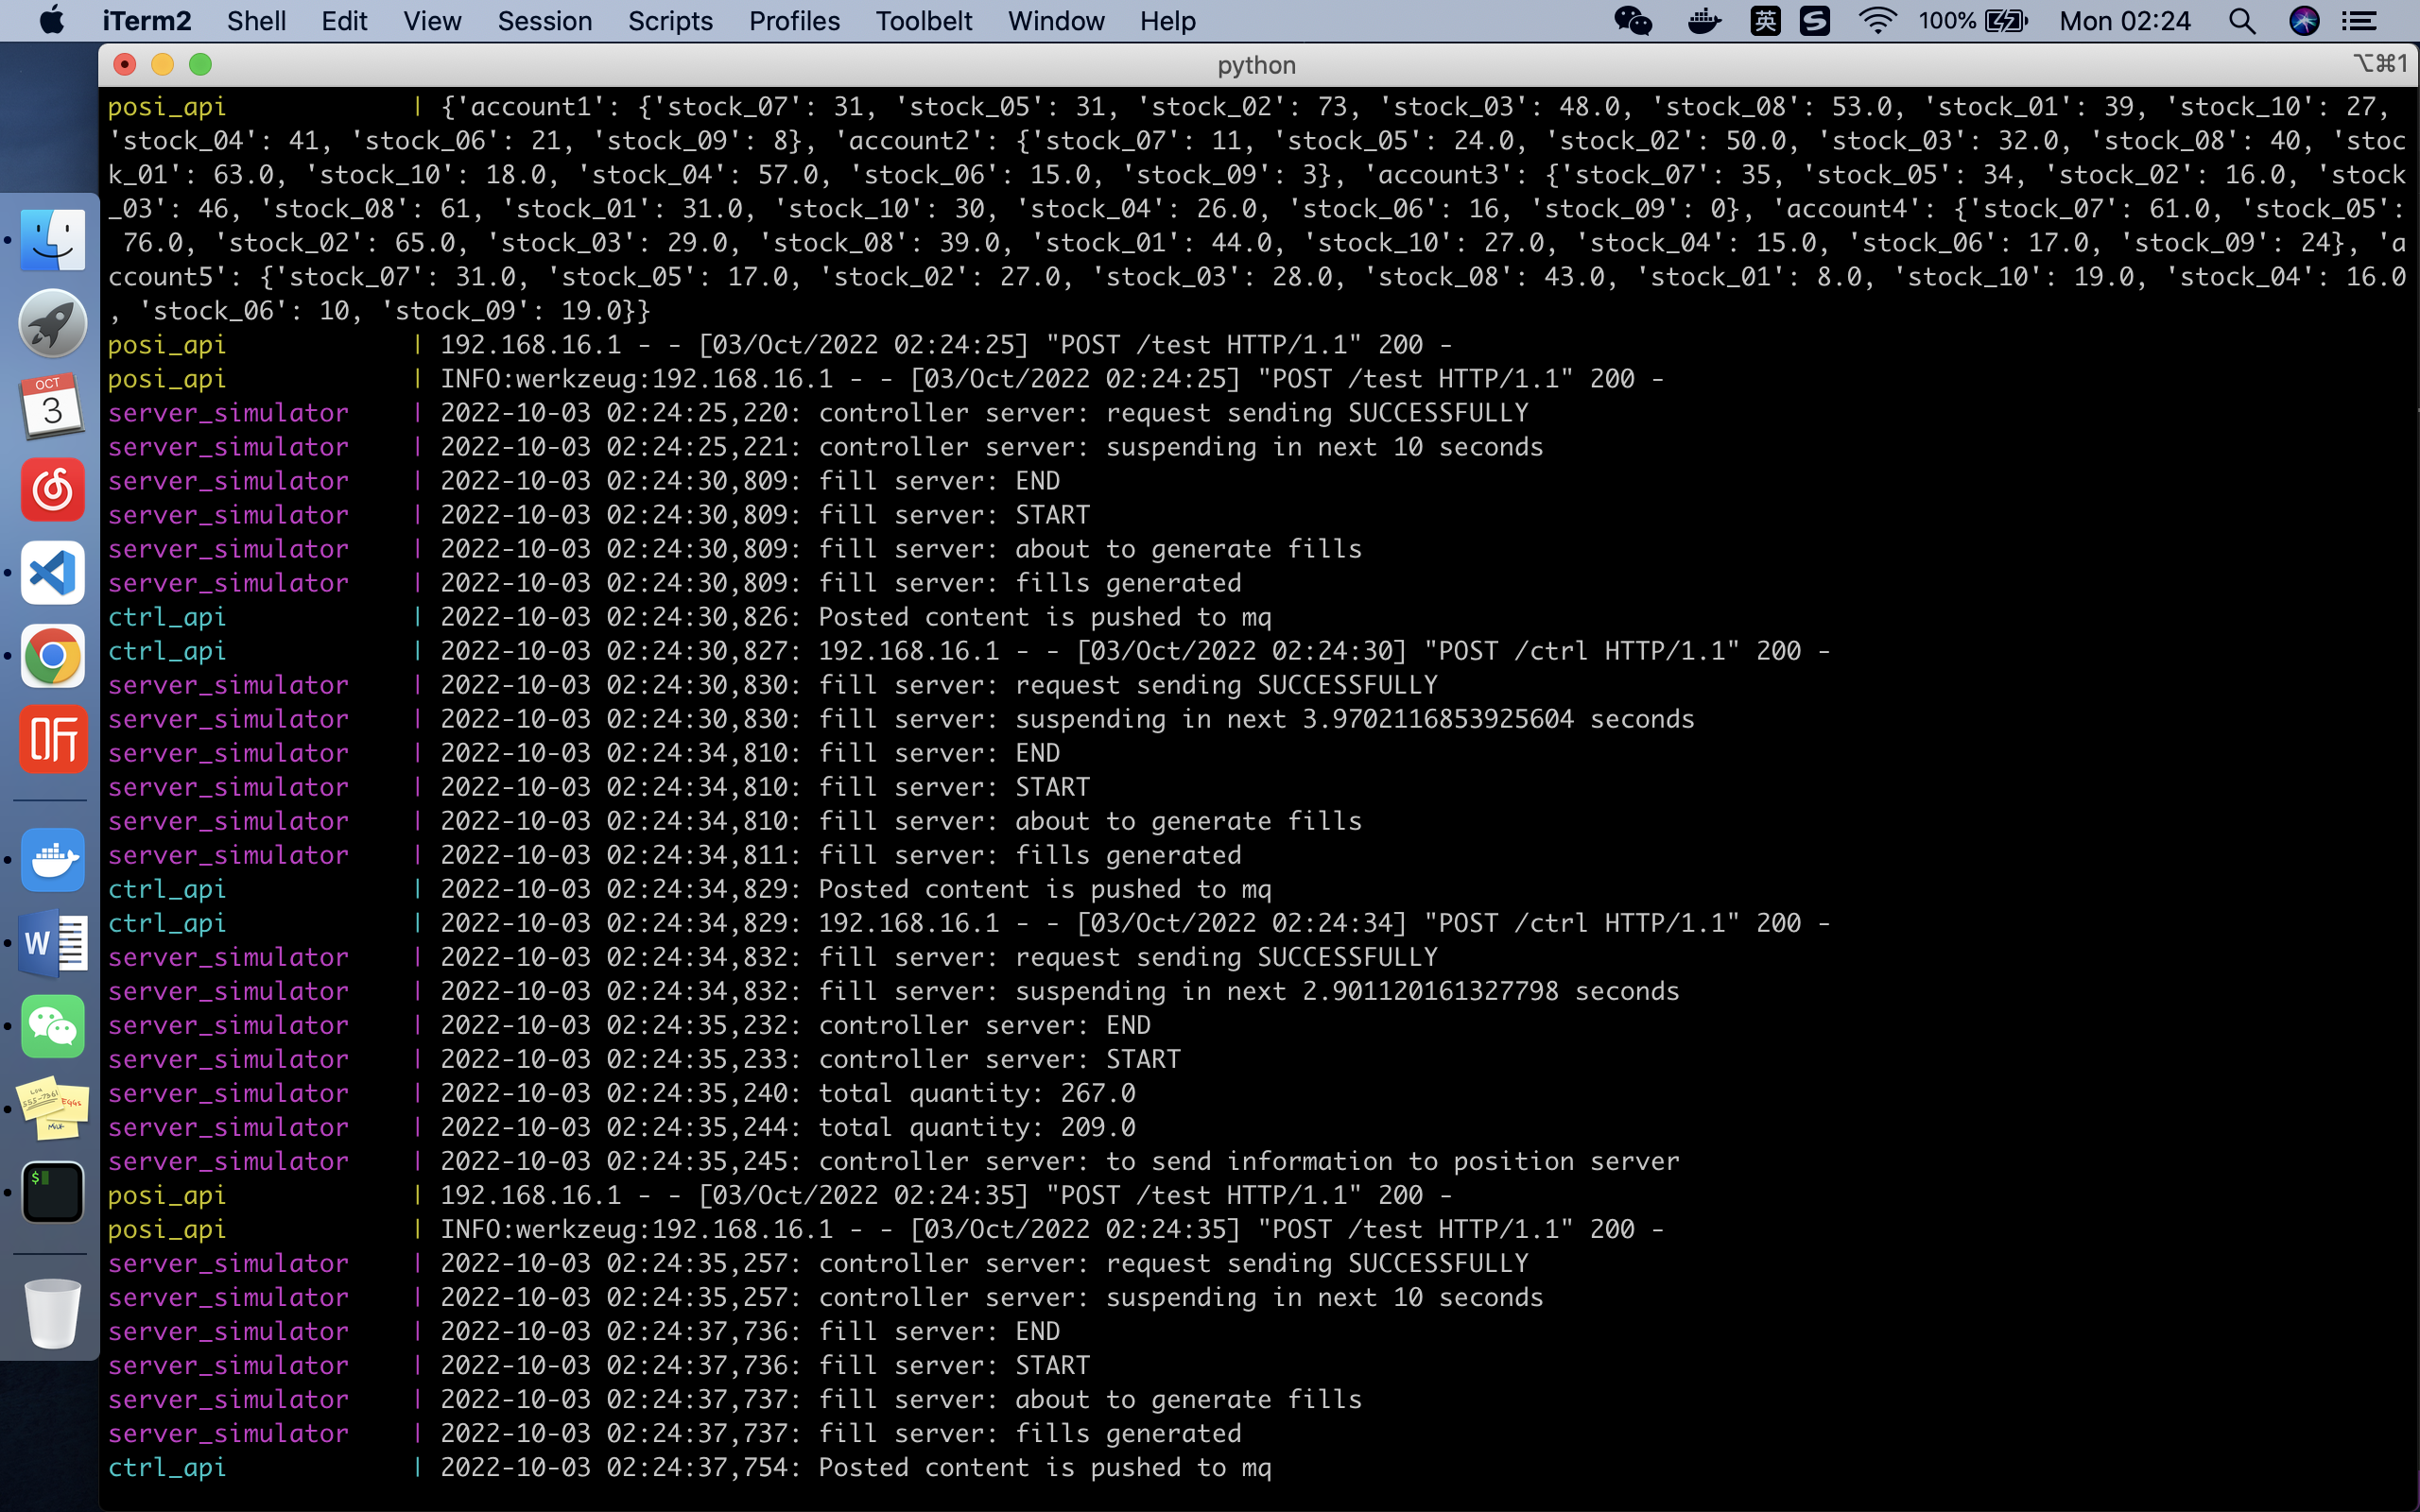 iTerm2 Shell Edit View Session Scripts Profiles Toolbelt Window Help 英 100% Mon 02:24
python ⌥⌘1
posi_api | {'account1': {'stock_07': 31, 'stock_05': 31, 'stock_02': 73, 'stock_03': 48.0, 'stock_08': 53.0, 'stock_01': 39, 'stock_10': 27,
'stock_04': 41, 'stock_06': 21, 'stock_09': 8}, 'account2': {'stock_07': 11, 'stock_05': 24.0, 'stock_02': 50.0, 'stock_03': 32.0, 'stock_08': 40, 'stoc
k_01': 63.0, 'stock_10': 18.0, 'stock_04': 57.0, 'stock_06': 15.0, 'stock_09': 3}, 'account3': {'stock_07': 35, 'stock_05': 34, 'stock_02': 16.0, 'stock
_03': 46, 'stock_08': 61, 'stock_01': 31.0, 'stock_10': 30, 'stock_04': 26.0, 'stock_06': 16, 'stock_09': 0}, 'account4': {'stock_07': 61.0, 'stock_05':
76.0, 'stock_02': 65.0, 'stock_03': 29.0, 'stock_08': 39.0, 'stock_01': 44.0, 'stock_10': 27.0, 'stock_04': 15.0, 'stock_06': 17.0, 'stock_09': 24}, 'a
ccount5': {'stock_07': 31.0, 'stock_05': 17.0, 'stock_02': 27.0, 'stock_03': 28.0, 'stock_08': 43.0, 'stock_01': 8.0, 'stock_10': 19.0, 'stock_04': 16.0
, 'stock_06': 10, 'stock_09': 19.0}}
posi_api | 192.168.16.1 - - [03/Oct/2022 02:24:25] "POST /test HTTP/1.1" 200 -
posi_api | INFO:werkzeug:192.168.16.1 - - [03/Oct/2022 02:24:25] "POST /test HTTP/1.1" 200 -
server_simulator | 2022-10-03 02:24:25,220: controller server: request sending SUCCESSFULLY
server_simulator | 2022-10-03 02:24:25,221: controller server: suspending in next 10 seconds
server_simulator | 2022-10-03 02:24:30,809: fill server: END
server_simulator | 2022-10-03 02:24:30,809: fill server: START
server_simulator | 2022-10-03 02:24:30,809: fill server: about to generate fills
server_simulator | 2022-10-03 02:24:30,809: fill server: fills generated
ctrl_api | 2022-10-03 02:24:30,826: Posted content is pushed to mq
ctrl_api | 2022-10-03 02:24:30,827: 192.168.16.1 - - [03/Oct/2022 02:24:30] "POST /ctrl HTTP/1.1" 200 -
server_simulator | 2022-10-03 02:24:30,830: fill server: request sending SUCCESSFULLY
server_simulator | 2022-10-03 02:24:30,830: fill server: suspending in next 3.9702116853925604 seconds
server_simulator | 2022-10-03 02:24:34,810: fill server: END
server_simulator | 2022-10-03 02:24:34,810: fill server: START
server_simulator | 2022-10-03 02:24:34,810: fill server: about to generate fills
server_simulator | 2022-10-03 02:24:34,811: fill server: fills generated
ctrl_api | 2022-10-03 02:24:34,829: Posted content is pushed to mq
ctrl_api | 2022-10-03 02:24:34,829: 192.168.16.1 - - [03/Oct/2022 02:24:34] "POST /ctrl HTTP/1.1" 200 -
server_simulator | 2022-10-03 02:24:34,832: fill server: request sending SUCCESSFULLY
server_simulator | 2022-10-03 02:24:34,832: fill server: suspending in next 2.901120161327798 seconds
server_simulator | 2022-10-03 02:24:35,232: controller server: END
server_simulator | 2022-10-03 02:24:35,233: controller server: START
server_simulator | 2022-10-03 02:24:35,240: total quantity: 267.0
server_simulator | 2022-10-03 02:24:35,244: total quantity: 209.0
server_simulator | 2022-10-03 02:24:35,245: controller server: to send information to position server
posi_api | 192.168.16.1 - - [03/Oct/2022 02:24:35] "POST /test HTTP/1.1" 200 -
posi_api | INFO:werkzeug:192.168.16.1 - - [03/Oct/2022 02:24:35] "POST /test HTTP/1.1" 200 -
server_simulator | 2022-10-03 02:24:35,257: controller server: request sending SUCCESSFULLY
server_simulator | 2022-10-03 02:24:35,257: controller server: suspending in next 10 seconds
server_simulator | 2022-10-03 02:24:37,736: fill server: END
server_simulator | 2022-10-03 02:24:37,736: fill server: START
server_simulator | 2022-10-03 02:24:37,737: fill server: about to generate fills
server_simulator | 2022-10-03 02:24:37,737: fill server: fills generated
ctrl_api | 2022-10-03 02:24:37,754: Posted content is pushed to mq
OCT
3
听
W
$